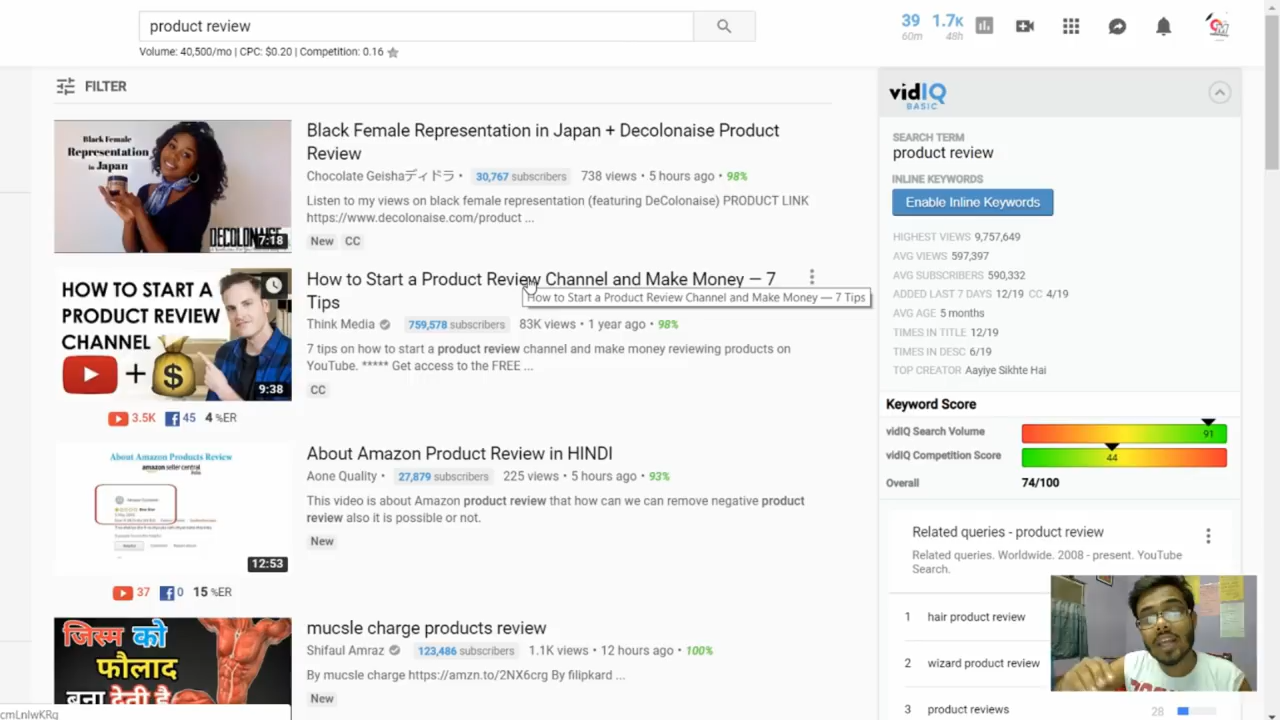 product review
39
1.7K
60m
48h
Volume: 40,500/mo | CPC: $0.20 | Competition: 0.16
FILTER
Black Female
Representation
in Japan
DECOLONAISE
7:18
Black Female Representation in Japan + Decolonaise Product
Review
Chocolate Geishaディドラ • 30,767 subscribers 738 views • 5 hours ago • 98%
Listen to my views on black female representation (featuring DeColonaise) PRODUCT LINK
https://www.decolonaise.com/product ...
New CC
HOW TO START A
PRODUCT REVIEW
CHANNEL
+ $
9:38
3.5K 45 4 %ER
How to Start a Product Review Channel and Make Money – 7
Tips
How to Start a Product Review Channel and Make Money — 7 Tips
Think Media 759,578 subscribers 83K views • 1 year ago • 98%
7 tips on how to start a product review channel and make money reviewing products on
YouTube. ***** Get access to the FREE ...
CC
About Amazon Products Review
amazon seller central
12:53
37 0 15 %ER
About Amazon Product Review in HINDI
Aone Quality • 27,879 subscribers 225 views • 5 hours ago • 93%
This video is about Amazon product review that how can we can remove negative product
review also it is possible or not.
New
जिस्म को
फौलाद
बना देती है
mucsle charge products review
Shifaul Amraz 123,486 subscribers 1.1K views • 12 hours ago • 100%
By mucsle charge https://amzn.to/2NX6crg By filipkard ...
New
cmLnlwKRg
vidIQ
BASIC
SEARCH TERM
product review
INLINE KEYWORDS
Enable Inline Keywords
HIGHEST VIEWS 9,757,649
AVG VIEWS 597,397
AVG SUBSCRIBERS 590,332
ADDED LAST 7 DAYS 12/19 CC 4/19
AVG AGE 5 months
TIMES IN TITLE 12/19
TIMES IN DESC 6/19
TOP CREATOR Aayiye Sikhte Hai
Keyword Score
vidIQ Search Volume 91
vidIQ Competition Score 44
Overall 74/100
Related queries - product review
Related queries. Worldwide. 2008 - present. YouTube
Search.
1 hair product review
2 wizard product review
3 product reviews
28